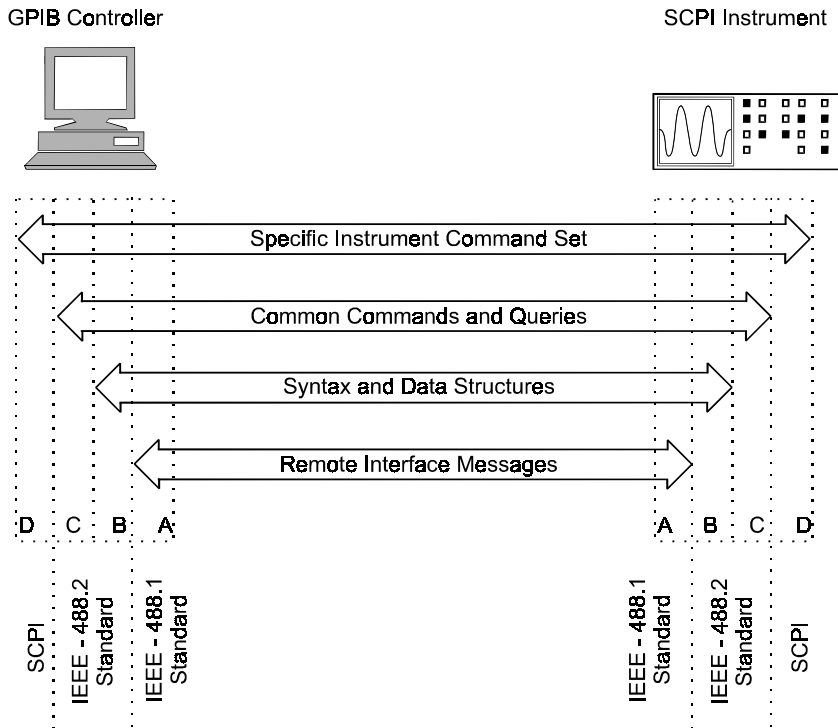 GPIB Controller
SCPI Instrument
Specific Instrument Command Set
Common Commands and Queries
Syntax and Data Structures
Remote Interface Messages
D C B A
A B C D
SCPI
IEEE - 488.2
Standard
IEEE - 488.1
Standard
IEEE - 488.1
Standard
IEEE - 488.2
Standard
SCPI